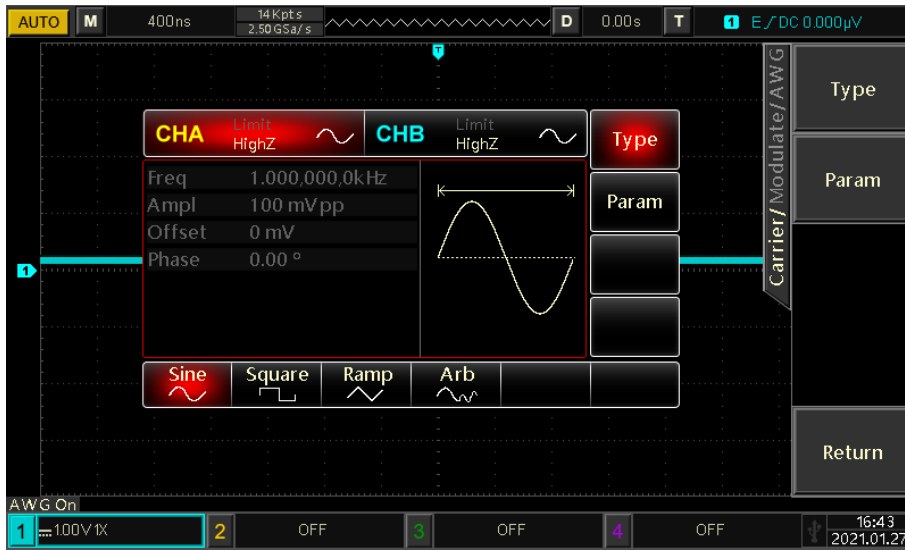 AUTO M 400ns 14Kpts D 0.00s T 1 E DC 0.000μV
2.50GSa/s
T
Carrier/Modulate/AWG
Type
Param
Return
CHA Limit HighZ CHB Limit HighZ Type
Param
Freq 1.000,000,0kHz
Ampl 100 mVpp
Offset 0 mV
Phase 0.00 °
1
Sine Square Ramp Arb
AWG On
1 1.00V 1X 2 OFF 3 OFF 4 OFF 16:43
2021.01.27